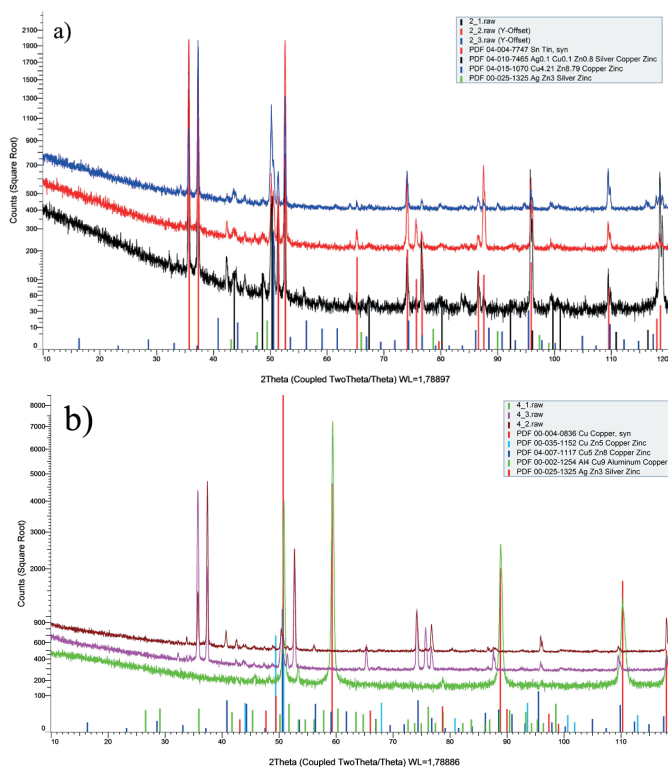 a)
2_1.raw
2_2.raw (Y-Offset)
2_3.raw (Y-Offset)
PDF 04-004-7747 Sn Tin, syn
PDF 04-010-7465 Ag0.1 Cu0.1 Zn0.8 Silver Copper Zinc
PDF 04-015-1070 Cu4.21 Zn8.79 Copper Zinc
PDF 00-025-1325 Ag Zn3 Silver Zinc
Counts (Square Root)
2100
1900
1700
1500
1300
1100
900
700
500
400
300
200
100
60
30
10
0
10 20 30 40 50 60 70 80 90 100 110 120
2Theta (Coupled TwoTheta/Theta) WL=1,78897
b)
4_1.raw
4_3.raw
4_2.raw
PDF 00-004-0836 Cu Copper, syn
PDF 00-035-1152 Cu Zn5 Copper Zinc
PDF 04-007-1117 Cu5 Zn8 Copper Zinc
PDF 00-002-1254 Al4 Cu9 Aluminum Copper
PDF 00-025-1325 Ag Zn3 Silver Zinc
Counts (Square Root)
8000
7000
6000
5000
4000
3000
2000
900
600
400
200
100
0
10 20 30 40 50 60 70 80 90 100 110
2Theta (Coupled TwoTheta/Theta) WL=1,78886